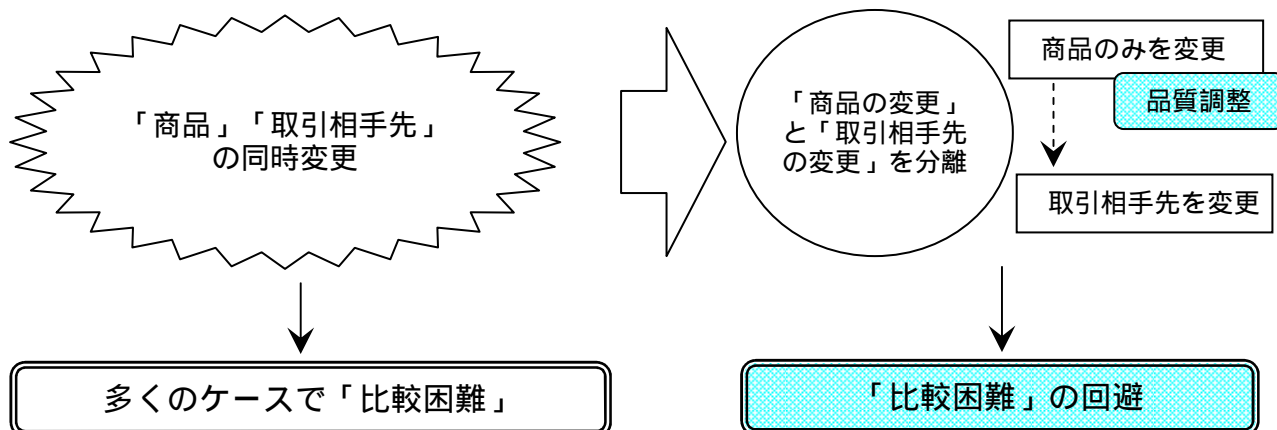 「商品」「取引相手先」
の同時変更
多くのケースで「比較困難」
「商品の変更」
と「取引相手先
の変更」を分離
商品のみを変更
品質調整
取引相手先を変更
「比較困難」の回避